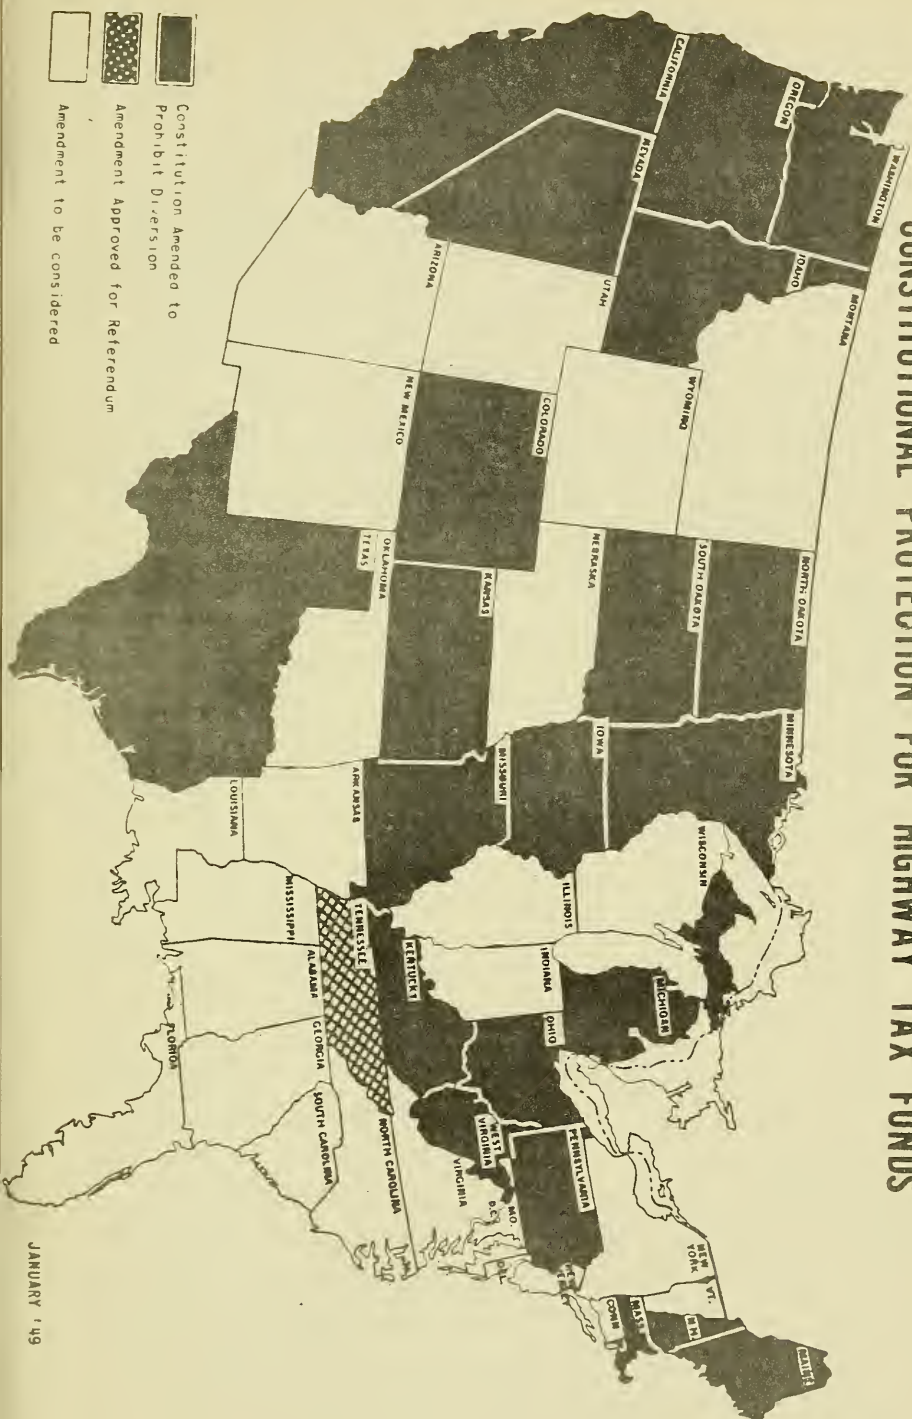 CONSTITUTIONAL PROTECTION FOR HIGHWAY TAX FUNDS
WASHINGTON
OREGON
CALIFORNIA
NEVADA
IDAHO
MONTANA
UTAH
ARIZONA
WYOMING
COLORADO
NEW MEXICO
NORTH DAKOTA
SOUTH DAKOTA
NEBRASKA
KANSAS
OKLAHOMA
TEXAS
MINNESOTA
IOWA
MISSOURI
ARKANSAS
LOUISIANA
WISCONSIN
ILLINOIS
MICHIGAN
INDIANA
OHIO
KENTUCKY
TENNESSEE
MISSISSIPPI
ALABAMA
GEORGIA
FLORIDA
SOUTH CAROLINA
NORTH CAROLINA
VIRGINIA
WEST
VIRGINIA
PENNSYLVANIA
MD.
D.C.
DEL.
NEW
JERSEY
NEW
YORK
VT.
N.H.
MASS.
CONN
MAINE
Constitution Amended to
Prohibit Diversion
Amendment Approved for Referendum
Amendment to be considered
JANUARY '49